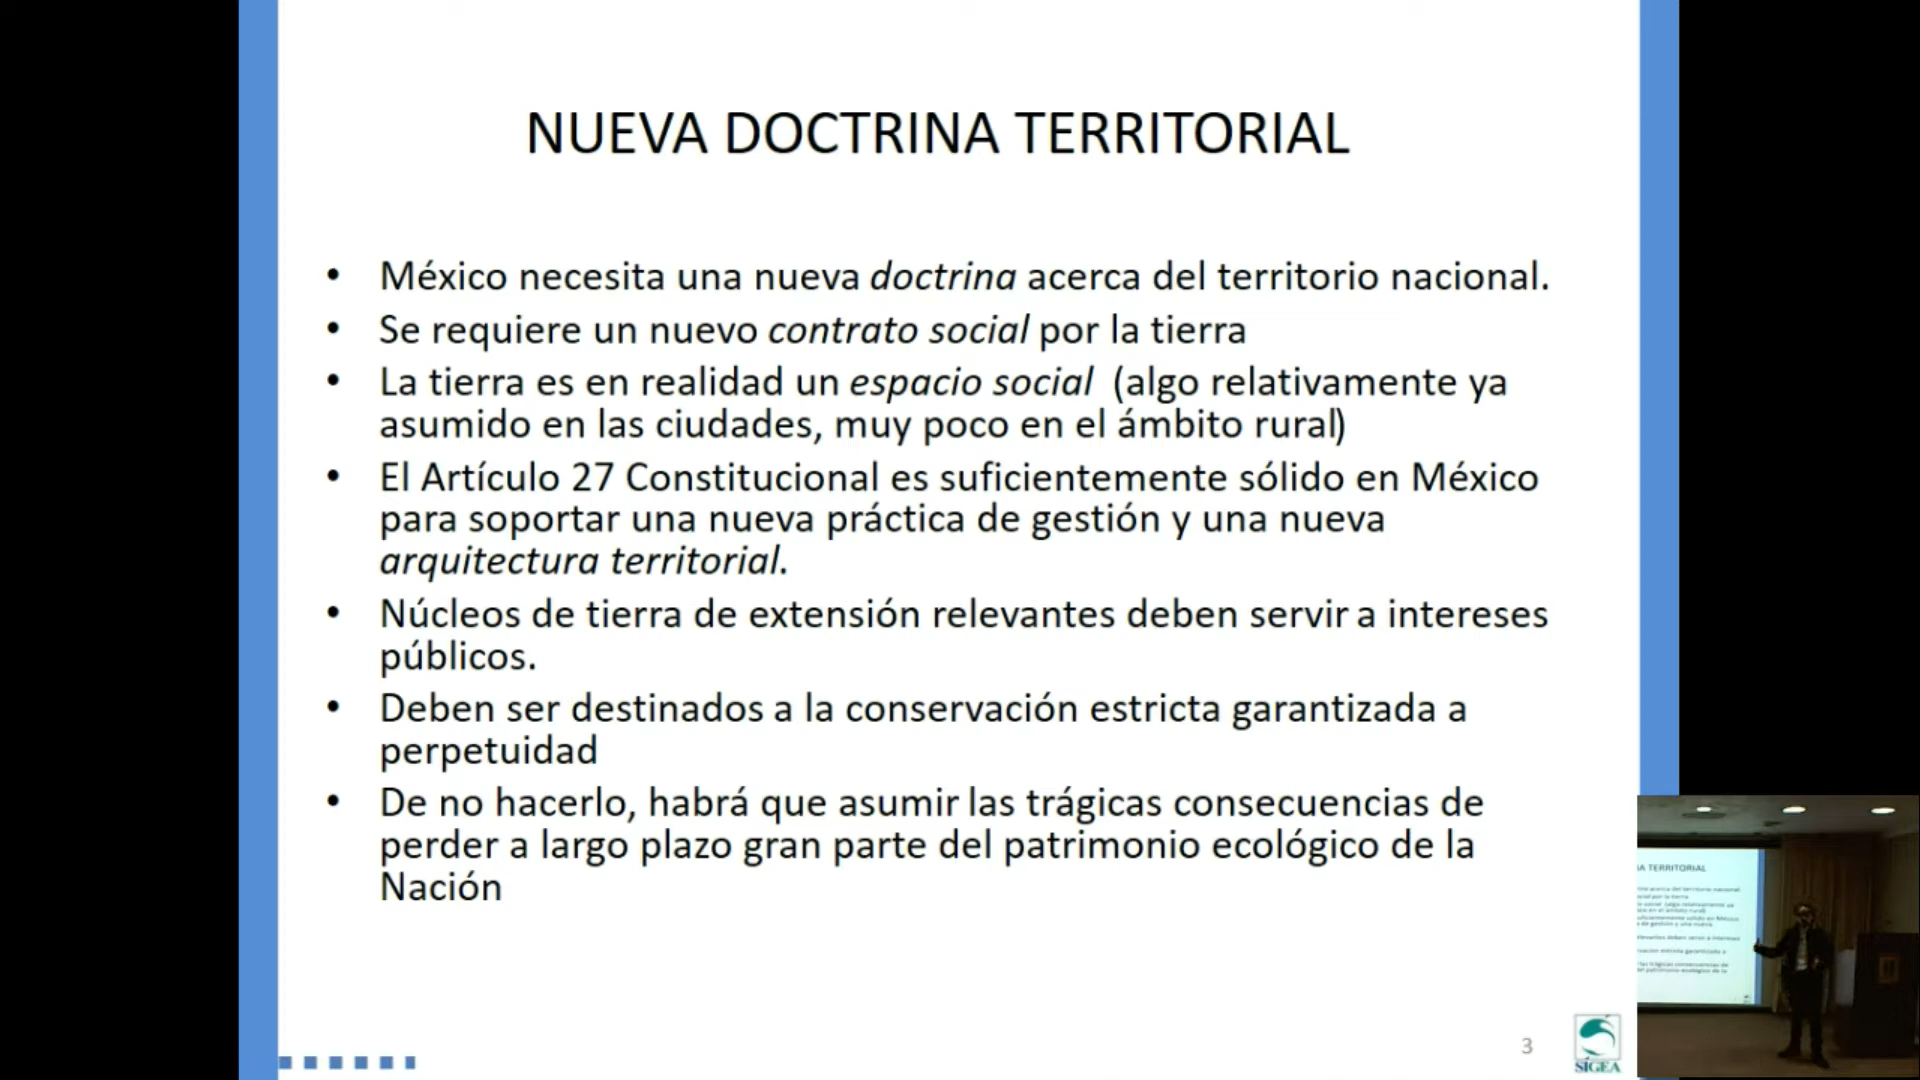 NUEVA DOCTRINA TERRITORIAL
• México necesita una nueva doctrina acerca del territorio nacional.
• Se requiere un nuevo contrato social por la tierra
• La tierra es en realidad un espacio social (algo relativamente ya
asumido en las ciudades, muy poco en el ámbito rural)
• El Artículo 27 Constitucional es suficientemente sólido en México
para soportar una nueva práctica de gestión y una nueva
arquitectura territorial.
• Núcleos de tierra de extensión relevantes deben servir a intereses
públicos.
• Deben ser destinados a la conservación estricta garantizada a
perpetuidad
• De no hacerlo, habrá que asumir las trágicas consecuencias de
perder a largo plazo gran parte del patrimonio ecológico de la
Nación
3
SÍGEA
TERRITORIAL